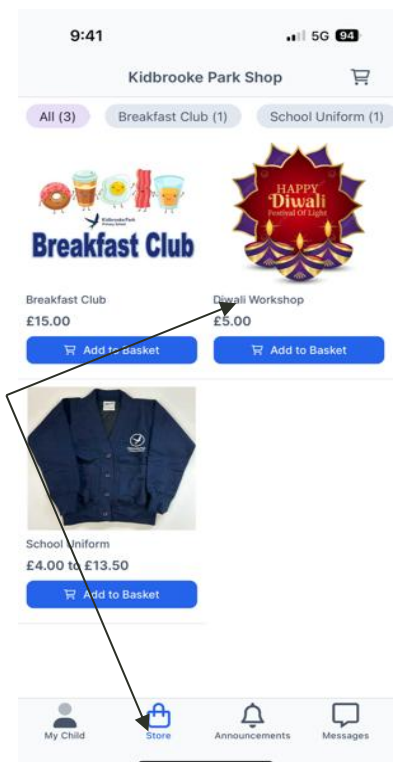 9:41 5G 94
Kidbrooke Park Shop
All (3) Breakfast Club (1) School Uniform (1)
KidbrookePark
Primary School
Breakfast Club
HAPPY
Diwali
Festival Of Light
Breakfast Club
£15.00
Add to Basket
Diwali Workshop
£5.00
Add to Basket
School Uniform
£4.00 to £13.50
Add to Basket
My Child Store Announcements Messages